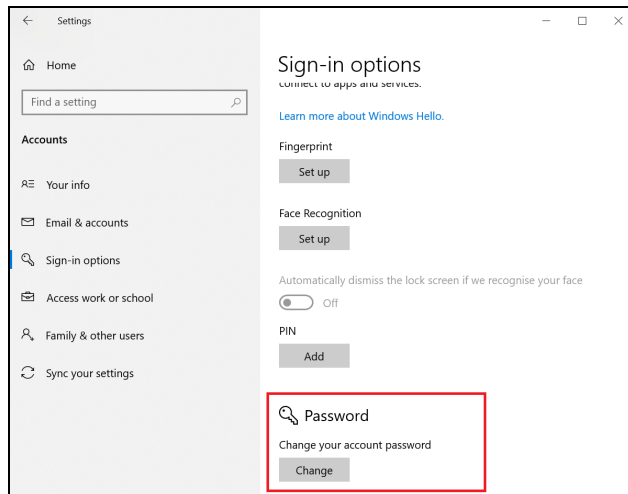 Settings
Home
Find a setting
Accounts
Your info
Email & accounts
Sign-in options
Access work or school
Family & other users
Sync your settings
Sign-in options
connect to apps and services.
Learn more about Windows Hello.
Fingerprint
Set up
Face Recognition
Set up
Automatically dismiss the lock screen if we recognise your face
Off
PIN
Add
Password
Change your account password
Change